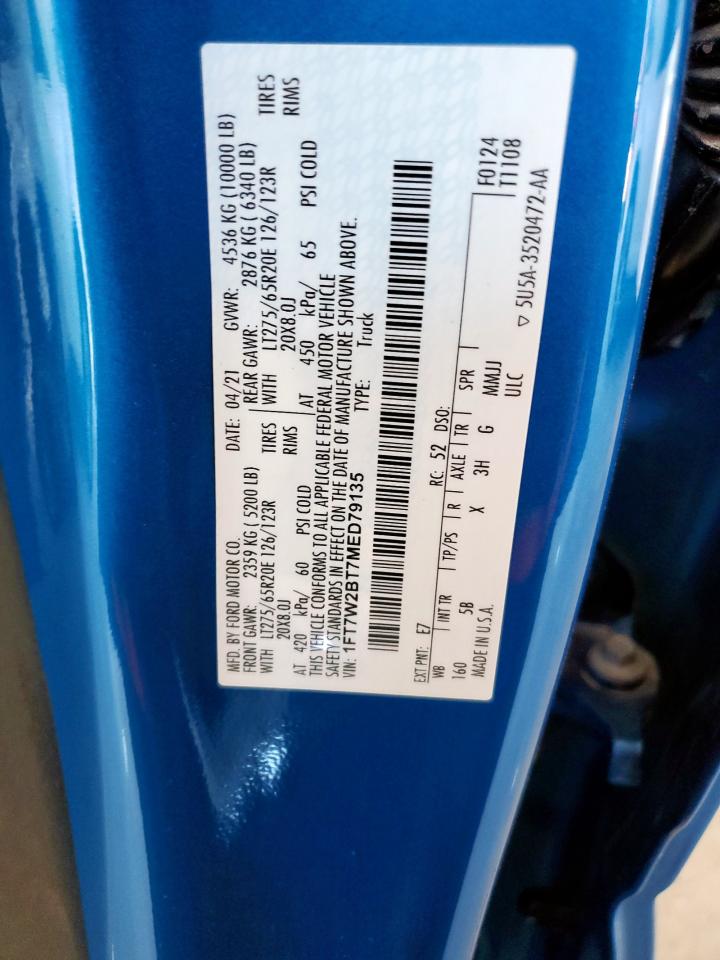 MFD. BY FORD MOTOR CO.
DATE: 04/21 GVWR: 4536 KG (10000 LB)
FRONT GAWR: 2359 KG ( 5200 LB) REAR GAWR: 2876 KG ( 6340 LB)
WITH LT275/65R20E 126/123R TIRES WITH LT275/65R20E 126/123R TIRES
20X8.0J RIMS 20X8.0J RIMS
AT 420 kPa/ 60 PSI COLD AT 450 kPa/ 65 PSI COLD
THIS VEHICLE CONFORMS TO ALL APPLICABLE FEDERAL MOTOR VEHICLE
SAFETY STANDARDS IN EFFECT ON THE DATE OF MANUFACTURE SHOWN ABOVE.
VIN: 1FT7W2BT7MED79135 TYPE: Truck
EXT PNT: E7 RC: 52 DSO: F0124
WB INT TR TP/PS R AXLE TR SPR T1108
160 5B X 3H G MMJJ
MADE IN U.S.A. ULC
▽ 5U5A-3520472-AA